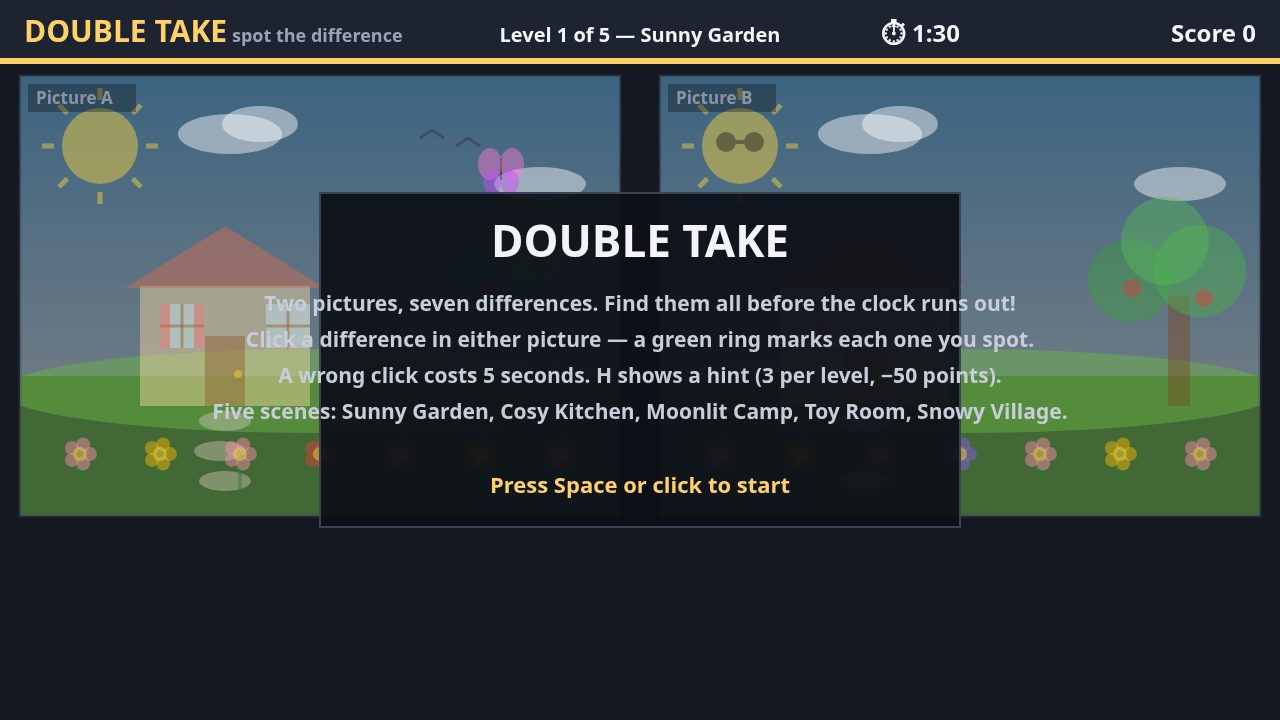 DOUBLE TAKE spot the difference
Level 1 of 5 — Sunny Garden
⏱ 1:30
Score 0
Picture A
Picture B
DOUBLE TAKE
Two pictures, seven differences. Find them all before the clock runs out!
Click a difference in either picture — a green ring marks each one you spot.
A wrong click costs 5 seconds. H shows a hint (3 per level, −50 points).
Five scenes: Sunny Garden, Cosy Kitchen, Moonlit Camp, Toy Room, Snowy Village.
Press Space or click to start